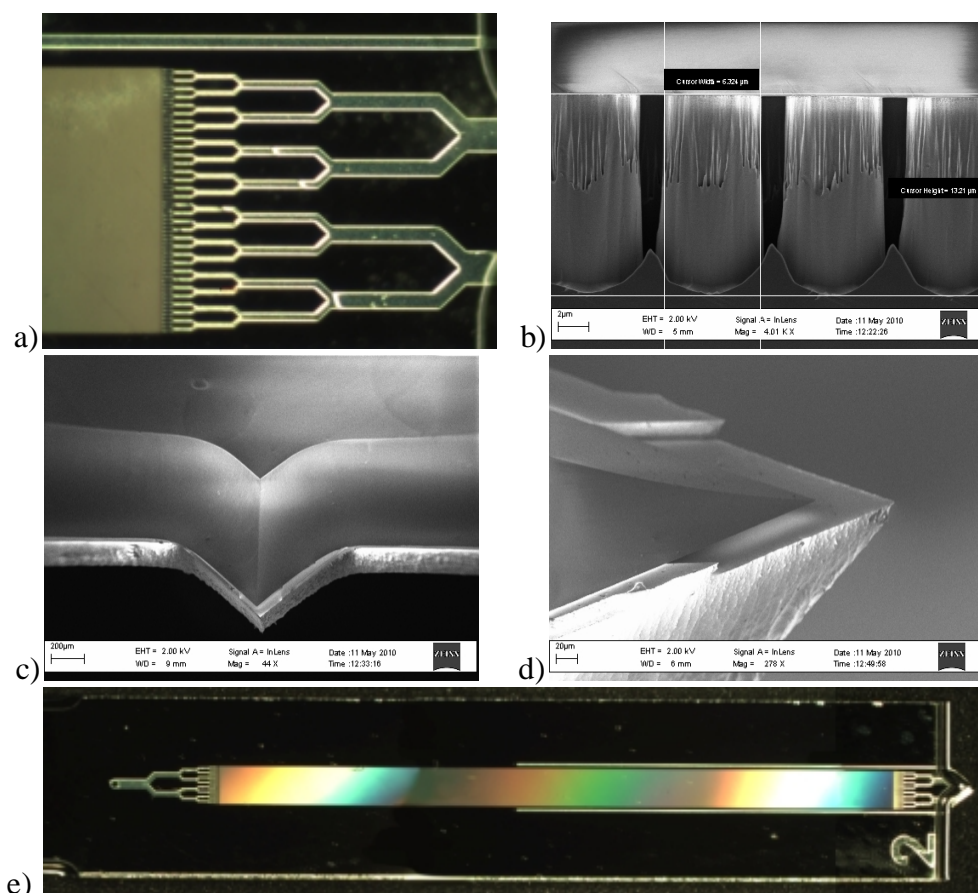 a)
b)
Cursor Width = 6.324 µm
Cursor Height = 13.21 µm
2µm
EHT = 2.00 kV
WD = 5 mm
Signal A = InLens
Mag = 4.01 K X
Date :11 May 2010
Time :12:22:26
ZEISS
c)
200µm
EHT = 2.00 kV
WD = 9 mm
Signal A = InLens
Mag = 44 X
Date :11 May 2010
Time :12:33:16
ZEISS
d)
20µm
EHT = 2.00 kV
WD = 6 mm
Signal A = InLens
Mag = 278 X
Date :11 May 2010
Time :12:49:58
ZEISS
e)
2